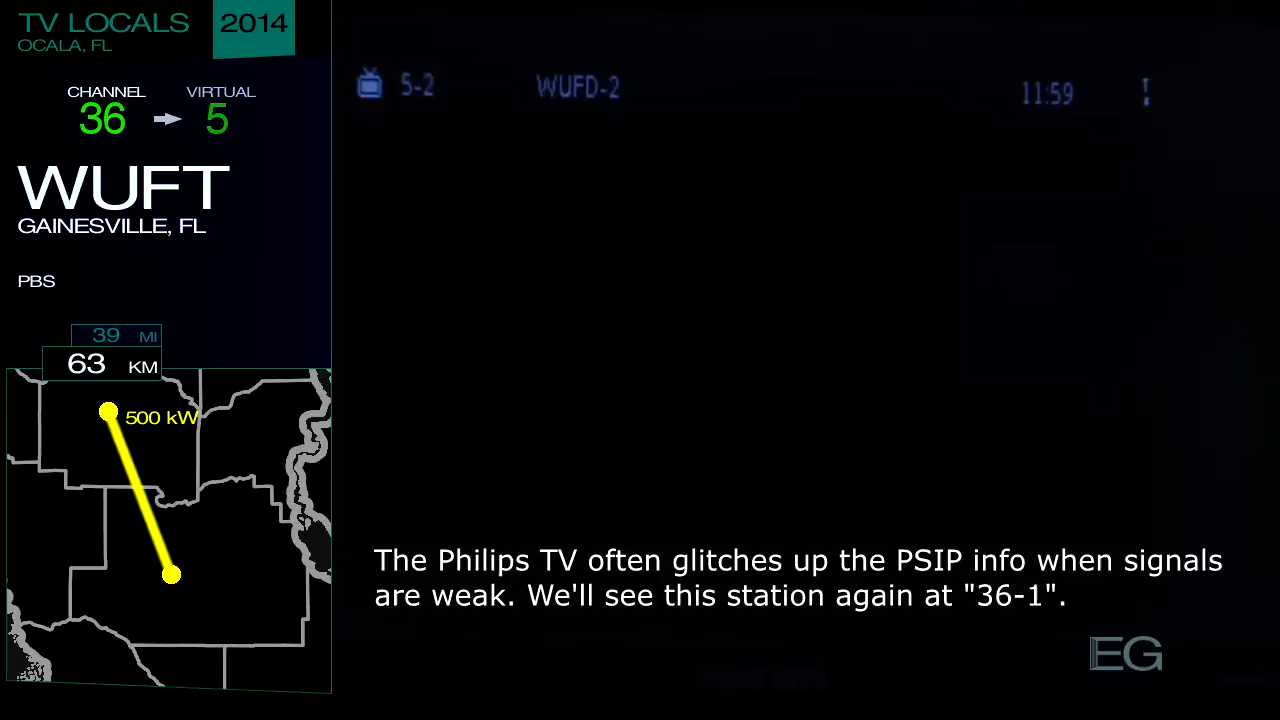 TV LOCALS
2014
OCALA, FL
CHANNEL
VIRTUAL
36
5
WUFT
GAINESVILLE, FL
PBS
39 MI
63 KM
500 kW
5-2
WUFD-2
11:59
!
The Philips TV often glitches up the PSIP info when signals
are weak. We'll see this station again at "36-1".
EG